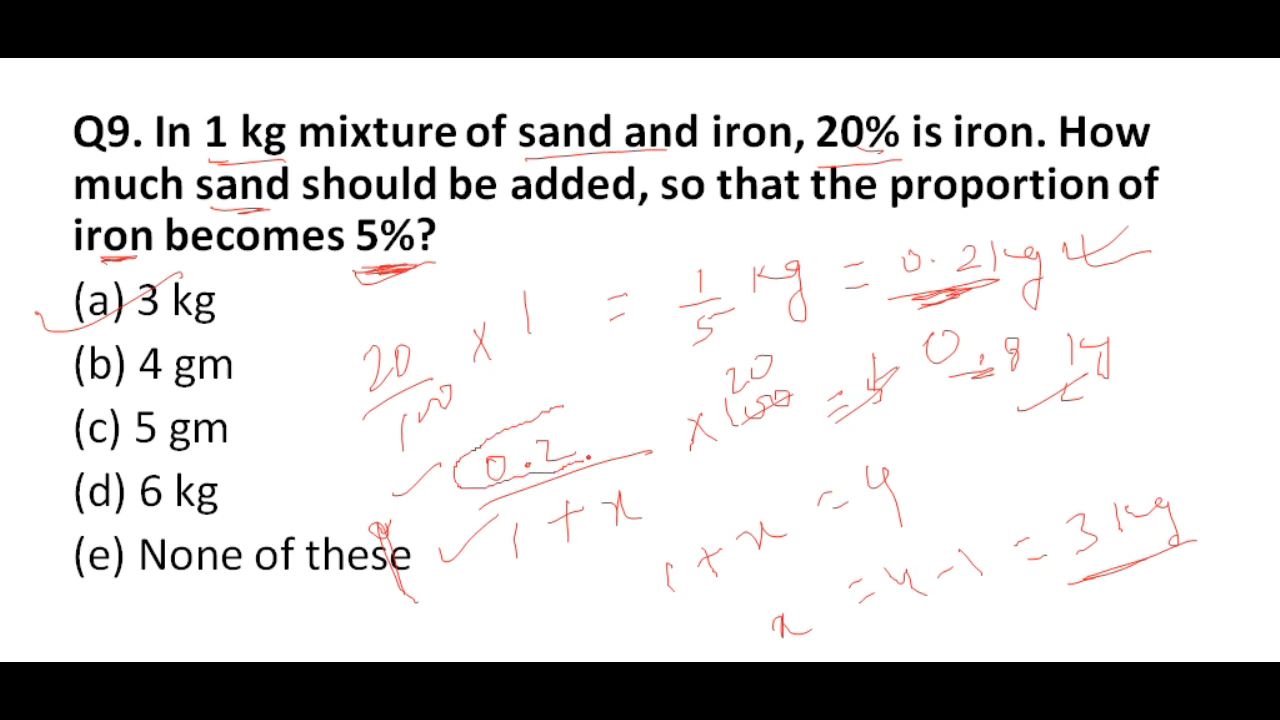 Q9. In 1 kg mixture of sand and iron, 20% is iron. How
much sand should be added, so that the proportion of
iron becomes 5%?
(a) 3 kg
(b) 4 gm
(c) 5 gm
(d) 6 kg
(e) None of these
20/100 × 1 = 1/5 kg = 0.2 kg
0.8 kg
0.2 / 1 + x × 100 = 5
20
1 + x = 4
x = 4 - 1 = 3 kg